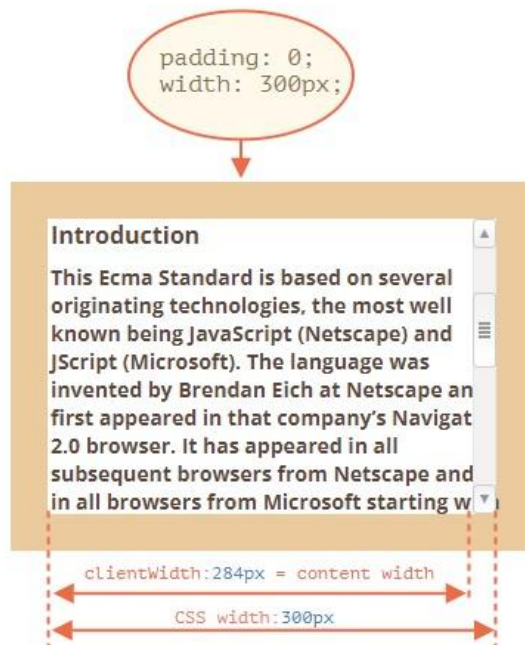 padding: 0;
width: 300px;
Introduction
This Ecma Standard is based on several
originating technologies, the most well
known being JavaScript (Netscape) and
JScript (Microsoft). The language was
invented by Brendan Eich at Netscape an
first appeared in that company's Navigat
2.0 browser. It has appeared in all
subsequent browsers from Netscape and
in all browsers from Microsoft starting w
clientWidth:284px = content width
CSS width:300px